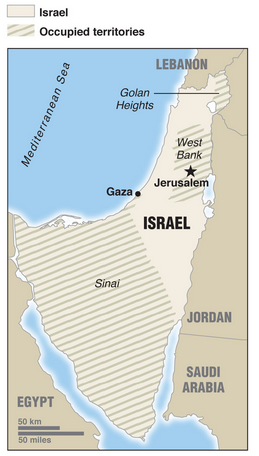 Israel
Occupied territories
LEBANON
Mediterranean Sea
Golan
Heights
West
Bank
Jerusalem
Gaza
ISRAEL
Sinai
JORDAN
SAUDI
ARABIA
EGYPT
50 km
50 miles